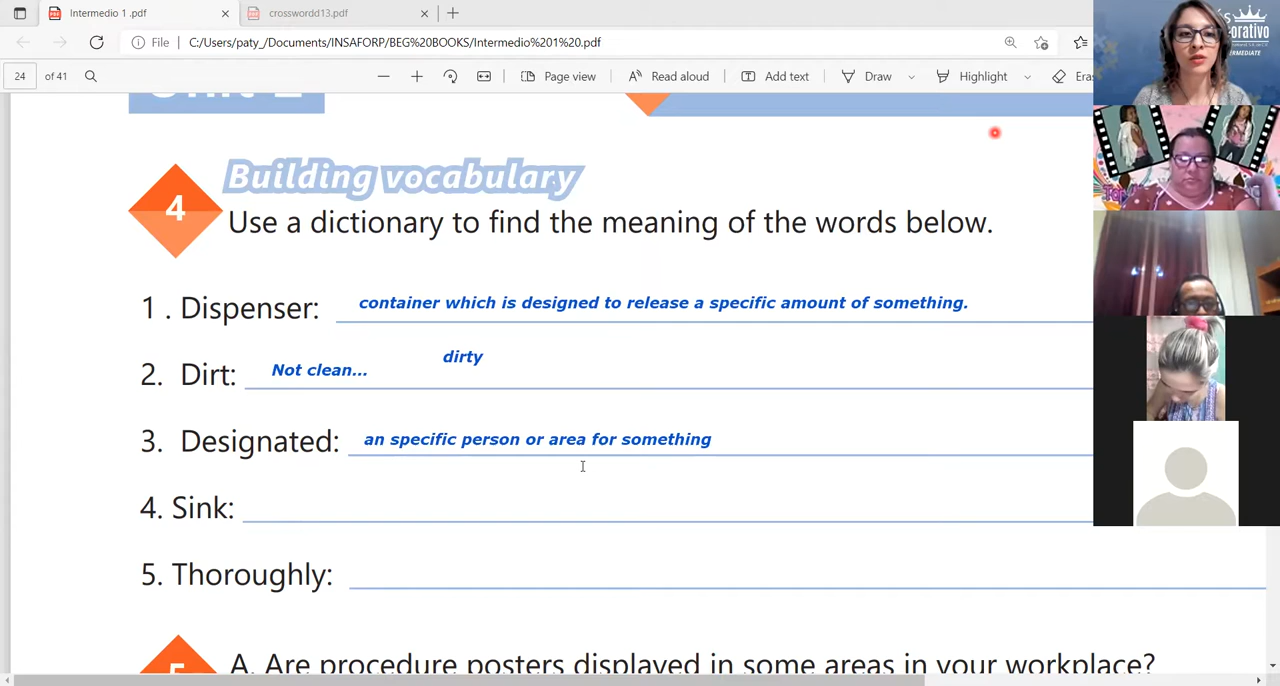 Intermedio 1 .pdf
crosswordd13.pdf
File C:/Users/paty_/Documents/INSAFORP/BEG%20BOOKS/Intermedio%201%20.pdf
24 of 41 Page view Read aloud Add text Draw Highlight
Building vocabulary
4
Use a dictionary to find the meaning of the words below.
1 . Dispenser: container which is designed to release a specific amount of something.
dirty
2. Dirt: Not clean...
3. Designated: an specific person or area for something
4. Sink:
5. Thoroughly:
5
A. Are procedure posters displayed in some areas in your workplace?